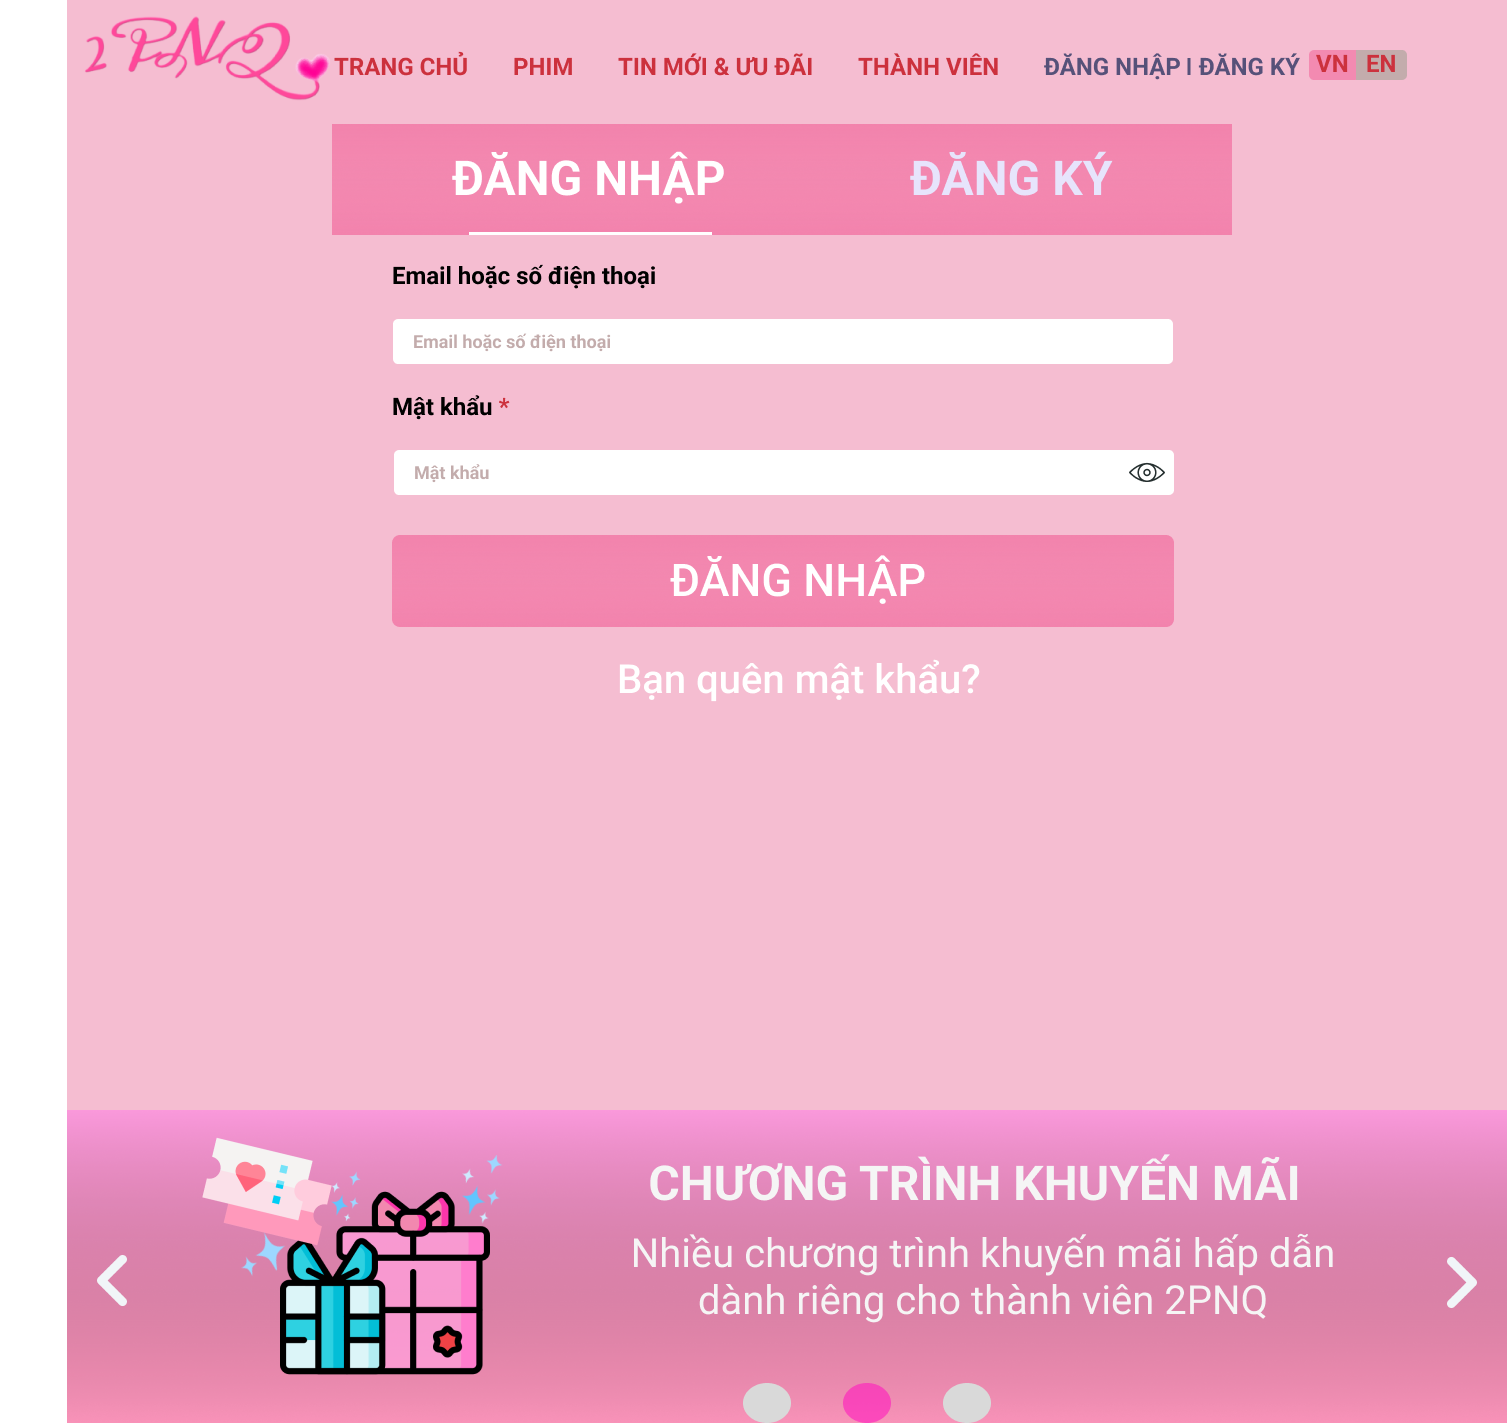 2PNQ
TRANG CHỦ PHIM TIN MỚI & ƯU ĐÃI THÀNH VIÊN ĐĂNG NHẬP | ĐĂNG KÝ VN EN
ĐĂNG NHẬP ĐĂNG KÝ
Email hoặc số điện thoại
Email hoặc số điện thoại
Mật khẩu *
Mật khẩu
ĐĂNG NHẬP
Bạn quên mật khẩu?
CHƯƠNG TRÌNH KHUYẾN MÃI
Nhiều chương trình khuyến mãi hấp dẫn
dành riêng cho thành viên 2PNQ